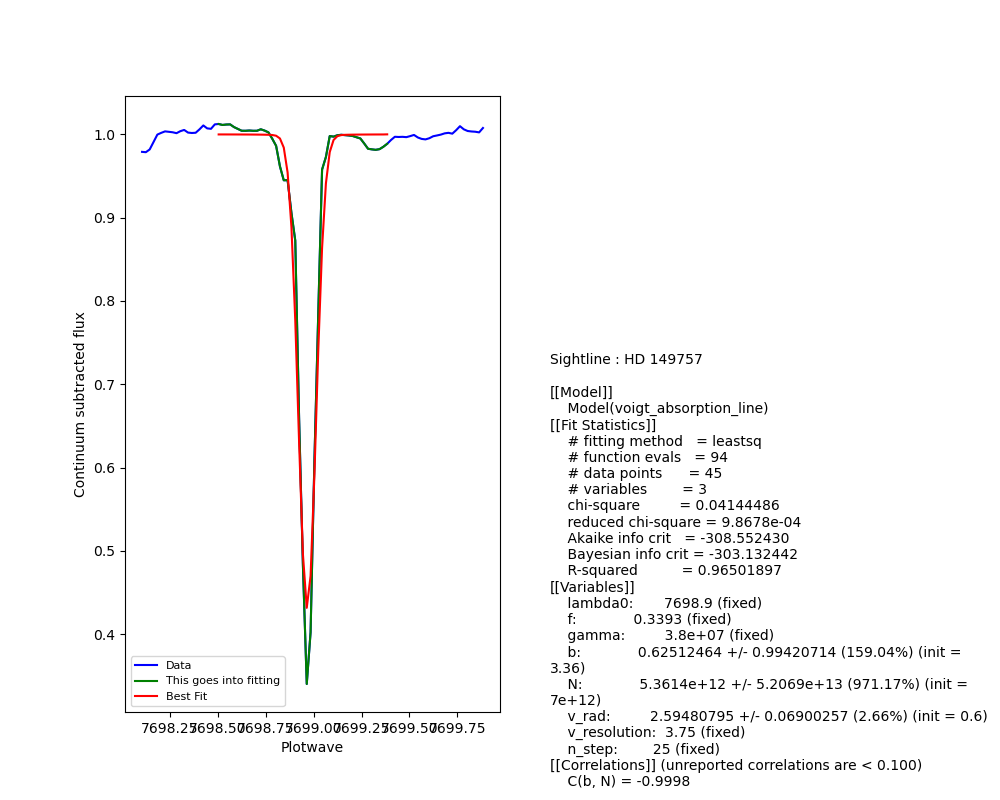 1.0
0.9
0.8
0.7
0.6
0.5
0.4
Continuum subtracted flux
Data
This goes into fitting
Best Fit
7698.25 7698.50 7698.75 7699.00 7699.25 7699.50 7699.75
Plotwave
Sightline : HD 149757
[[Model]]
Model(voigt_absorption_line)
[[Fit Statistics]]
# fitting method = leastsq
# function evals = 94
# data points = 45
# variables = 3
chi-square = 0.04144486
reduced chi-square = 9.8678e-04
Akaike info crit = -308.552430
Bayesian info crit = -303.132442
R-squared = 0.96501897
[[Variables]]
lambda0: 7698.9 (fixed)
f: 0.3393 (fixed)
gamma: 3.8e+07 (fixed)
b: 0.62512464 +/- 0.99420714 (159.04%) (init =
3.36)
N: 5.3614e+12 +/- 5.2069e+13 (971.17%) (init =
7e+12)
v_rad: 2.59480795 +/- 0.06900257 (2.66%) (init = 0.6)
v_resolution: 3.75 (fixed)
n_step: 25 (fixed)
[[Correlations]] (unreported correlations are < 0.100)
C(b, N) = -0.9998